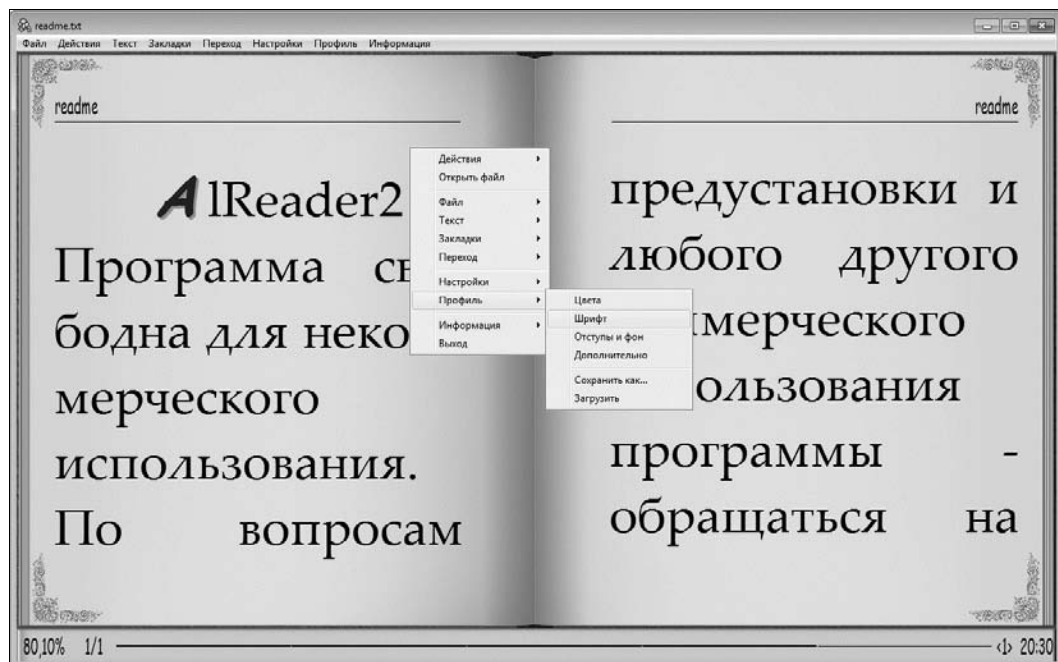 readme.txt
Файл Действия Текст Закладки Переход Настройки Профиль Информация
readme
AlReader2
Программа св
бодна для неко
мерческого
использования.
По вопросам
readme
предустановки и
любого другого
мерческого
ользования
программы -
обращаться на
Действия
Открыть файл
Файл
Текст
Закладки
Переход
Настройки
Профиль
Информация
Выход
Цвета
Шрифт
Отступы и фон
Дополнительно
Сохранить как...
Загрузить
80,10% 1/1
‹1› 20:30